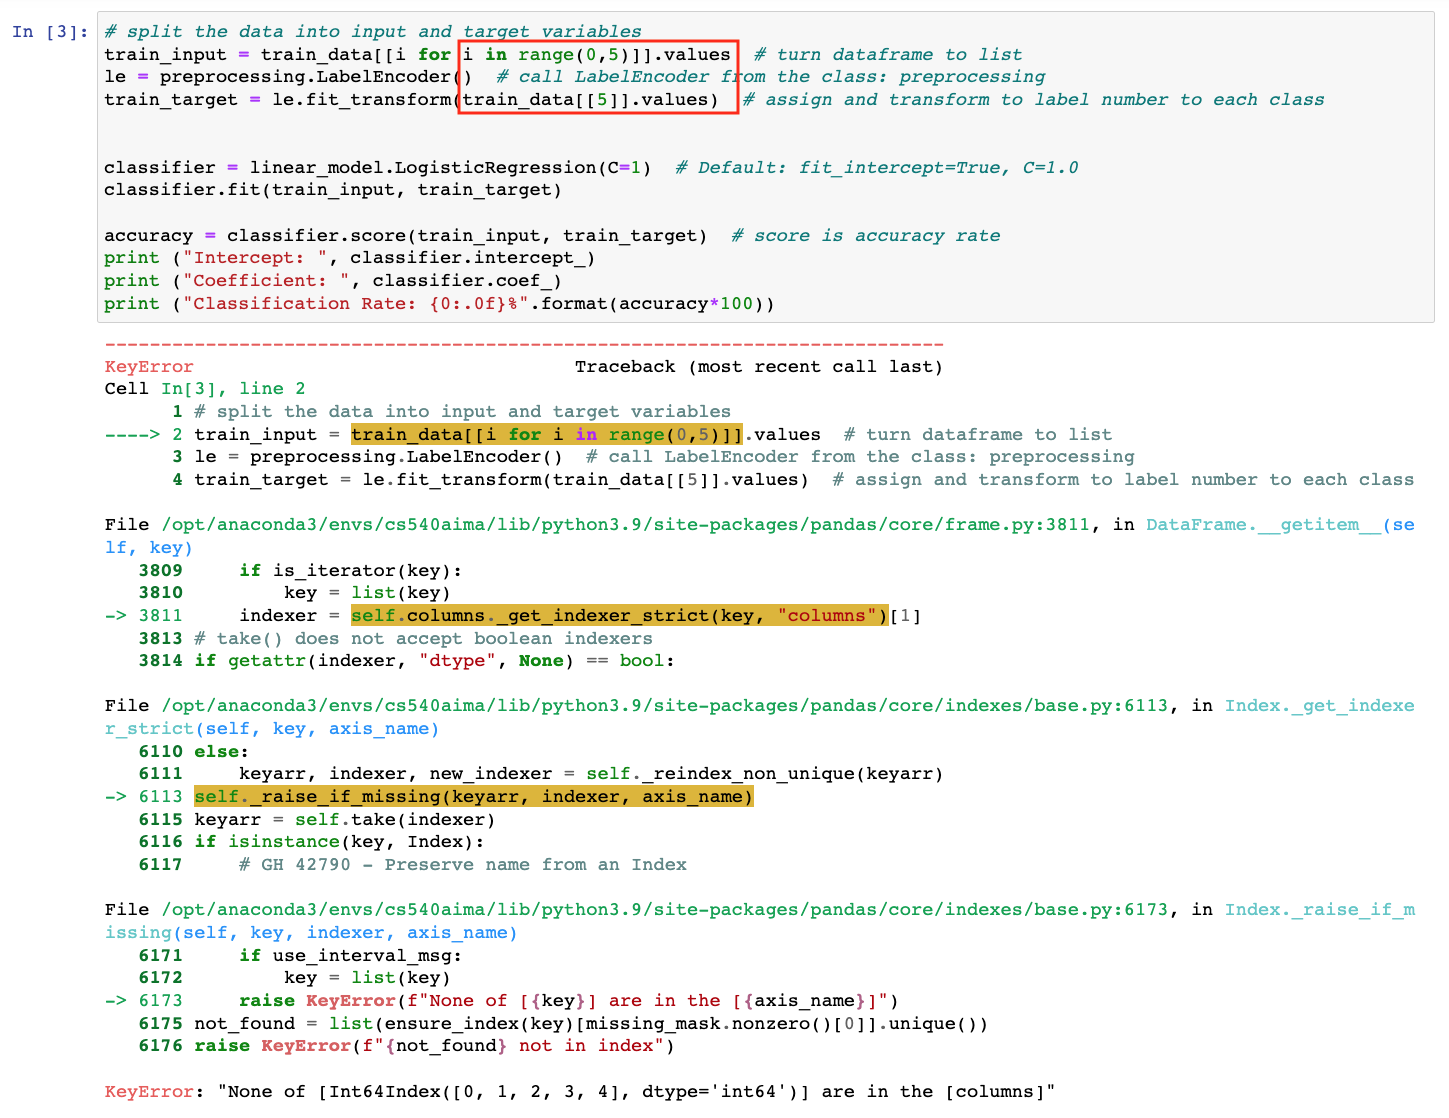 In [3]: # split the data into input and target variables
train_input = train_data[[i for i in range(0,5)]].values  # turn dataframe to list
le = preprocessing.LabelEncoder()  # call LabelEncoder from the class: preprocessing
train_target = le.fit_transform(train_data[[5]].values)  # assign and transform to label number to each class
classifier = linear_model.LogisticRegression(C=1)  # Default: fit_intercept=True, C=1.0
classifier.fit(train_input, train_target)
accuracy = classifier.score(train_input, train_target)  # score is accuracy rate
print ("Intercept: ", classifier.intercept_)
print ("Coefficient: ", classifier.coef_)
print ("Classification Rate: {0:.0f}%".format(accuracy*100))
---------------------------------------------------------------------------
KeyError                                  Traceback (most recent call last)
Cell In[3], line 2
      1 # split the data into input and target variables
----> 2 train_input = train_data[[i for i in range(0,5)]].values  # turn dataframe to list
      3 le = preprocessing.LabelEncoder()  # call LabelEncoder from the class: preprocessing
      4 train_target = le.fit_transform(train_data[[5]].values)  # assign and transform to label number to each class
File /opt/anaconda3/envs/cs540aima/lib/python3.9/site-packages/pandas/core/frame.py:3811, in DataFrame.__getitem__(se
lf, key)
   3809     if is_iterator(key):
   3810         key = list(key)
-> 3811     indexer = self.columns._get_indexer_strict(key, "columns")[1]
   3813 # take() does not accept boolean indexers
   3814 if getattr(indexer, "dtype", None) == bool:
File /opt/anaconda3/envs/cs540aima/lib/python3.9/site-packages/pandas/core/indexes/base.py:6113, in Index._get_indexe
r_strict(self, key, axis_name)
   6110 else:
   6111     keyarr, indexer, new_indexer = self._reindex_non_unique(keyarr)
-> 6113 self._raise_if_missing(keyarr, indexer, axis_name)
   6115 keyarr = self.take(indexer)
   6116 if isinstance(key, Index):
   6117     # GH 42790 - Preserve name from an Index
File /opt/anaconda3/envs/cs540aima/lib/python3.9/site-packages/pandas/core/indexes/base.py:6173, in Index._raise_if_m
issing(self, key, indexer, axis_name)
   6171     if use_interval_msg:
   6172         key = list(key)
-> 6173     raise KeyError(f"None of [{key}] are in the [{axis_name}]")
   6175 not_found = list(ensure_index(key)[missing_mask.nonzero()[0]].unique())
   6176 raise KeyError(f"{not_found} not in index")
KeyError: "None of [Int64Index([0, 1, 2, 3, 4], dtype='int64')] are in the [columns]"